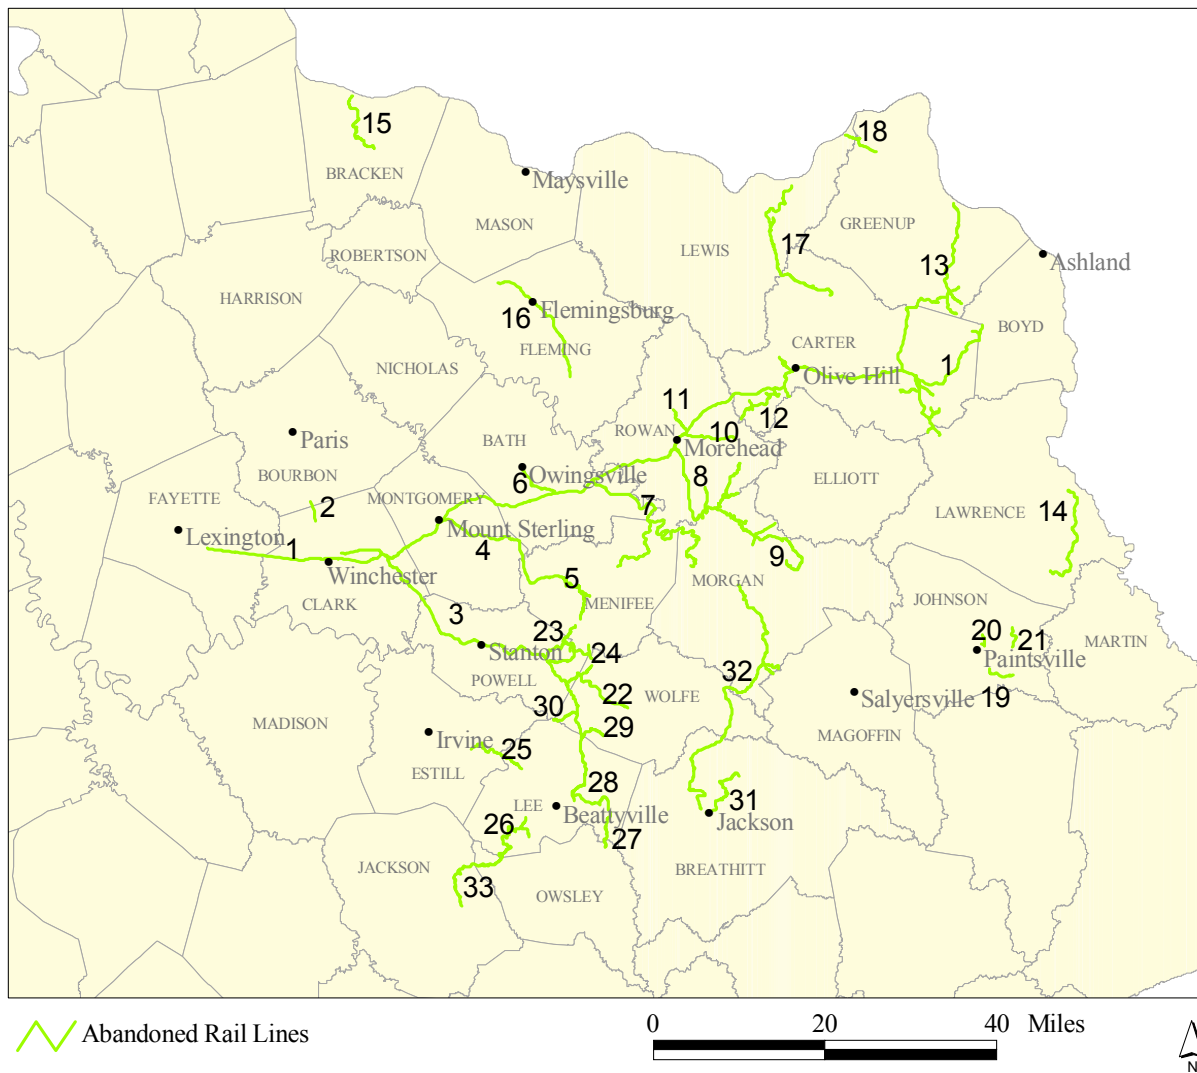 18
15
BRACKEN
Maysville
MASON
GREENUP
17
LEWIS
ROBERTSON
13
Ashland
HARRISON
16
Flemingsburg
BOYD
FLEMING
CARTER
1
NICHOLAS
Olive Hill
11
12
10
ROWAN
Paris
BATH
Morehead
BOURBON
Owingsville
8
6
ELLIOTT
FAYETTE
MONTGOMERY
2
7
LAWRENCE
14
Lexington
Mount Sterling
1
4
9
Winchester
5
MORGAN
CLARK
MENIFEE
JOHNSON
3
23
20
21
MARTIN
Stanton
24
Paintsville
POWELL
32
22
WOLFE
Salyersville
19
30
MADISON
29
MAGOFFIN
Irvine
25
ESTILL
28
31
LEE
Beattyville
26
Jackson
27
JACKSON
BREATHITT
33
OWSLEY
0 20 40 Miles
Abandoned Rail Lines
N